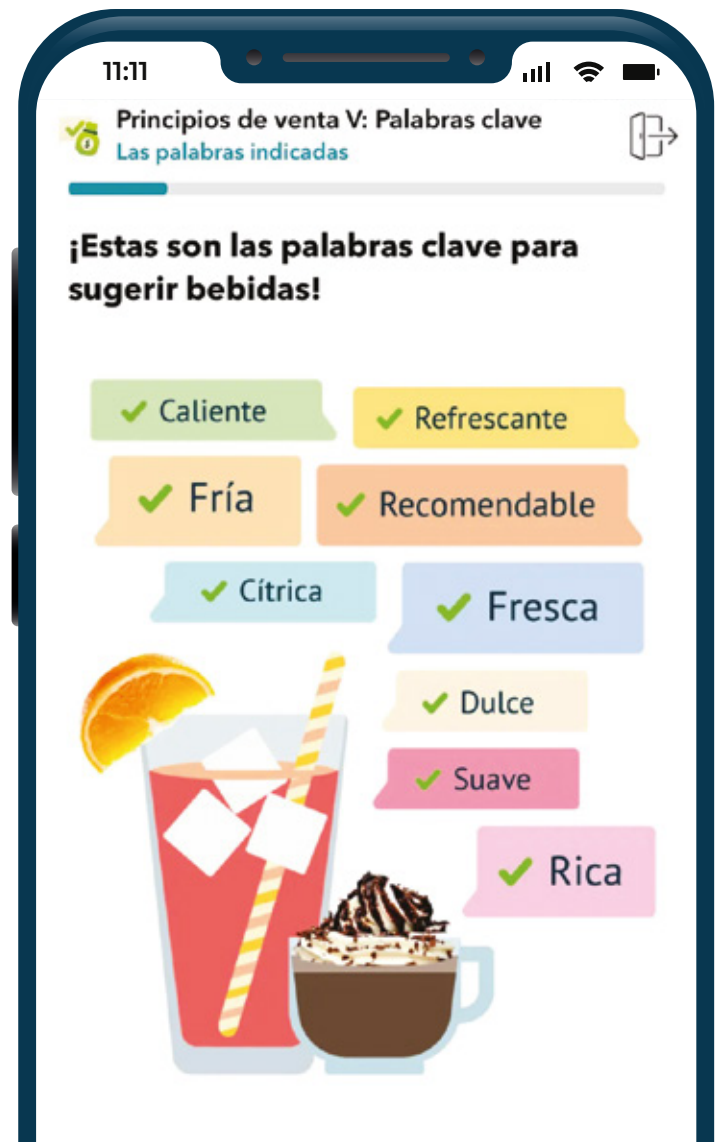 11:11
Principios de venta V: Palabras clave
Las palabras indicadas
¡Estas son las palabras clave para
sugerir bebidas!
Caliente
Refrescante
Fría
Recomendable
Cítrica
Fresca
Dulce
Suave
Rica